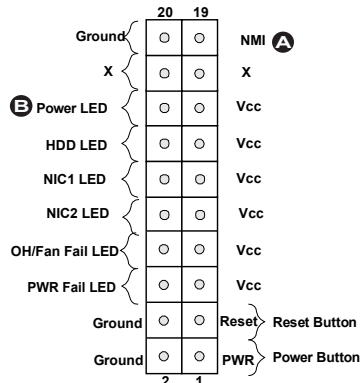 20 19
Ground NMI A
X X
B Power LED Vcc
HDD LED Vcc
NIC1 LED Vcc
NIC2 LED Vcc
OH/Fan Fail LED Vcc
PWR Fail LED Vcc
Ground Reset Reset Button
Ground PWR Power Button
2 1